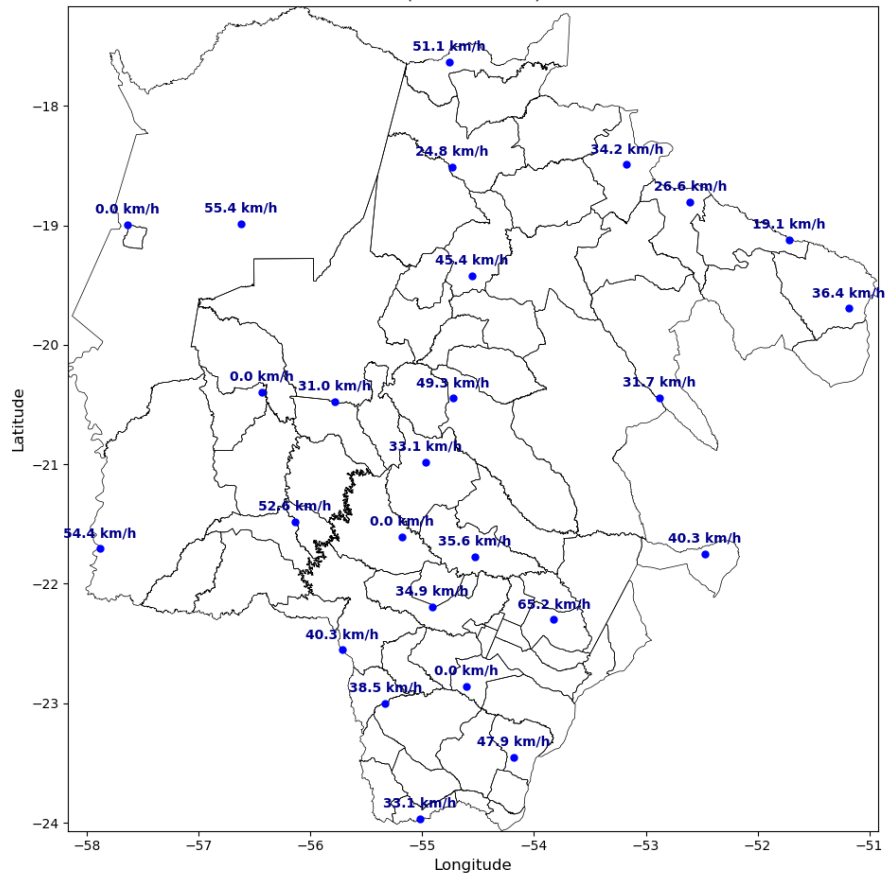 51.1 km/h
−18
24.8 km/h
34.2 km/h
26.6 km/h
0.0 km/h
55.4 km/h
−19
19.1 km/h
45.4 km/h
36.4 km/h
−20
0.0 km/h
31.0 km/h
49.3 km/h
31.7 km/h
Latitude
33.1 km/h
−21
52.6 km/h
0.0 km/h
54.4 km/h
35.6 km/h
40.3 km/h
−22
34.9 km/h
65.2 km/h
40.3 km/h
0.0 km/h
38.5 km/h
−23
47.9 km/h
33.1 km/h
−24
−58
−57
−56
−55
−54
−53
−52
−51
Longitude